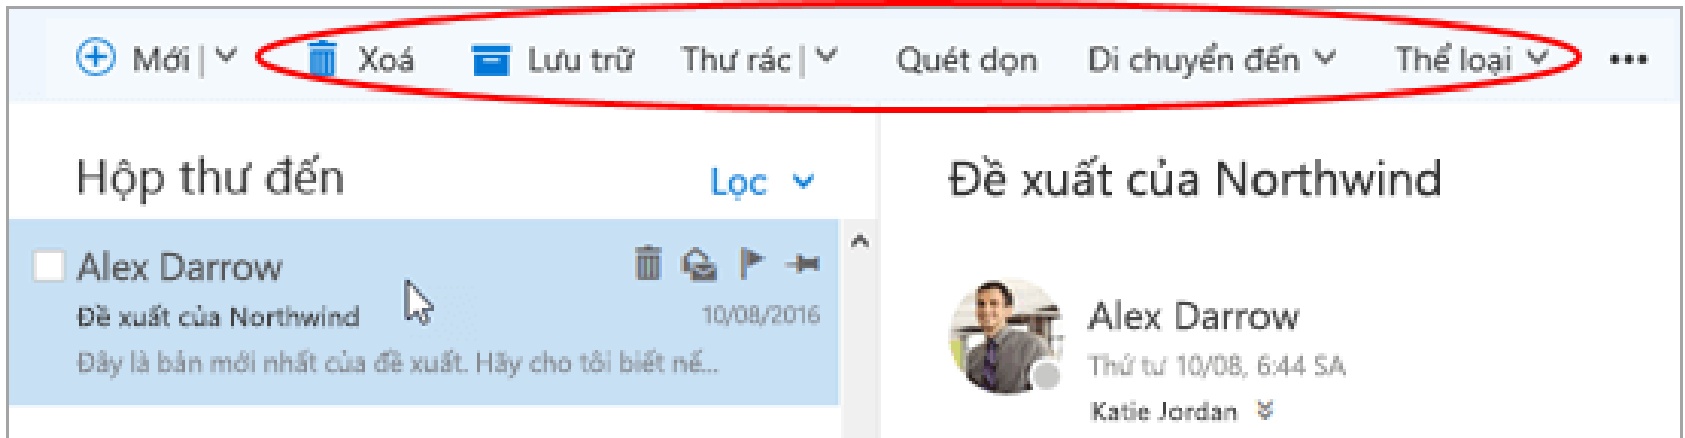 Mới Xoá Lưu trữ Thư rác Quét dọn Di chuyển đến Thể loại
Hộp thư đến Lọc
Alex Darrow
Đề xuất của Northwind 10/08/2016
Đây là bản mới nhất của đề xuất. Hãy cho tôi biết nế...
Đề xuất của Northwind
Alex Darrow
Thứ tư 10/08, 6:44 SA
Katie Jordan